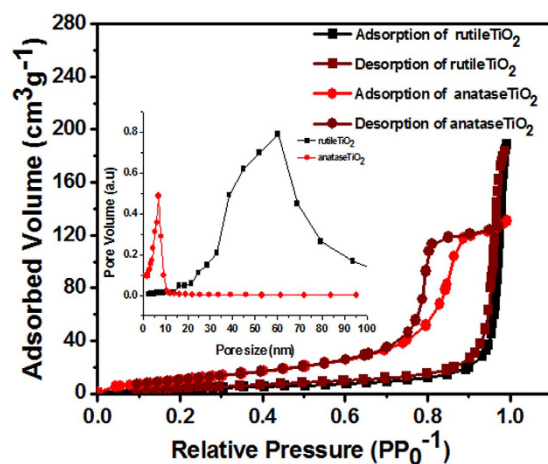 280
240
200
160
120
80
40
0
Adsorbed Volume (cm3g-1)
0.0
0.2
0.4
0.6
0.8
1.0
Relative Pressure (PP0-1)
Adsorption of rutileTiO2
Desorption of rutileTiO2
Adsorption of anataseTiO2
Desorption of anataseTiO2
0.8
0.6
0.4
0.2
0.0
Pore Volume (a.u)
rutileTiO2
anataseTiO2
0 10 20 30 40 50 60 70 80 90 100
Pore size (nm)